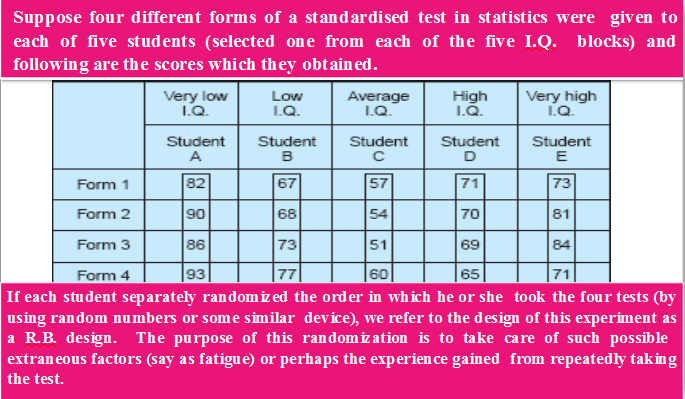 Suppose four different forms of a standardised test in statistics were given to
each of five students (selected one from each of the five I.Q. blocks) and
following are the scores which they obtained.
Very low I.Q. Low I.Q. Average I.Q. High I.Q. Very high I.Q.
Student A Student B Student C Student D Student E
Form 1 82 67 57 71 73
Form 2 90 68 54 70 81
Form 3 86 73 51 69 84
Form 4 93 77 60 65 71
If each student separately randomized the order in which he or she took the four tests (by
using random numbers or some similar device), we refer to the design of this experiment as
a R.B. design. The purpose of this randomization is to take care of such possible
extraneous factors (say as fatigue) or perhaps the experience gained from repeatedly taking
the test.